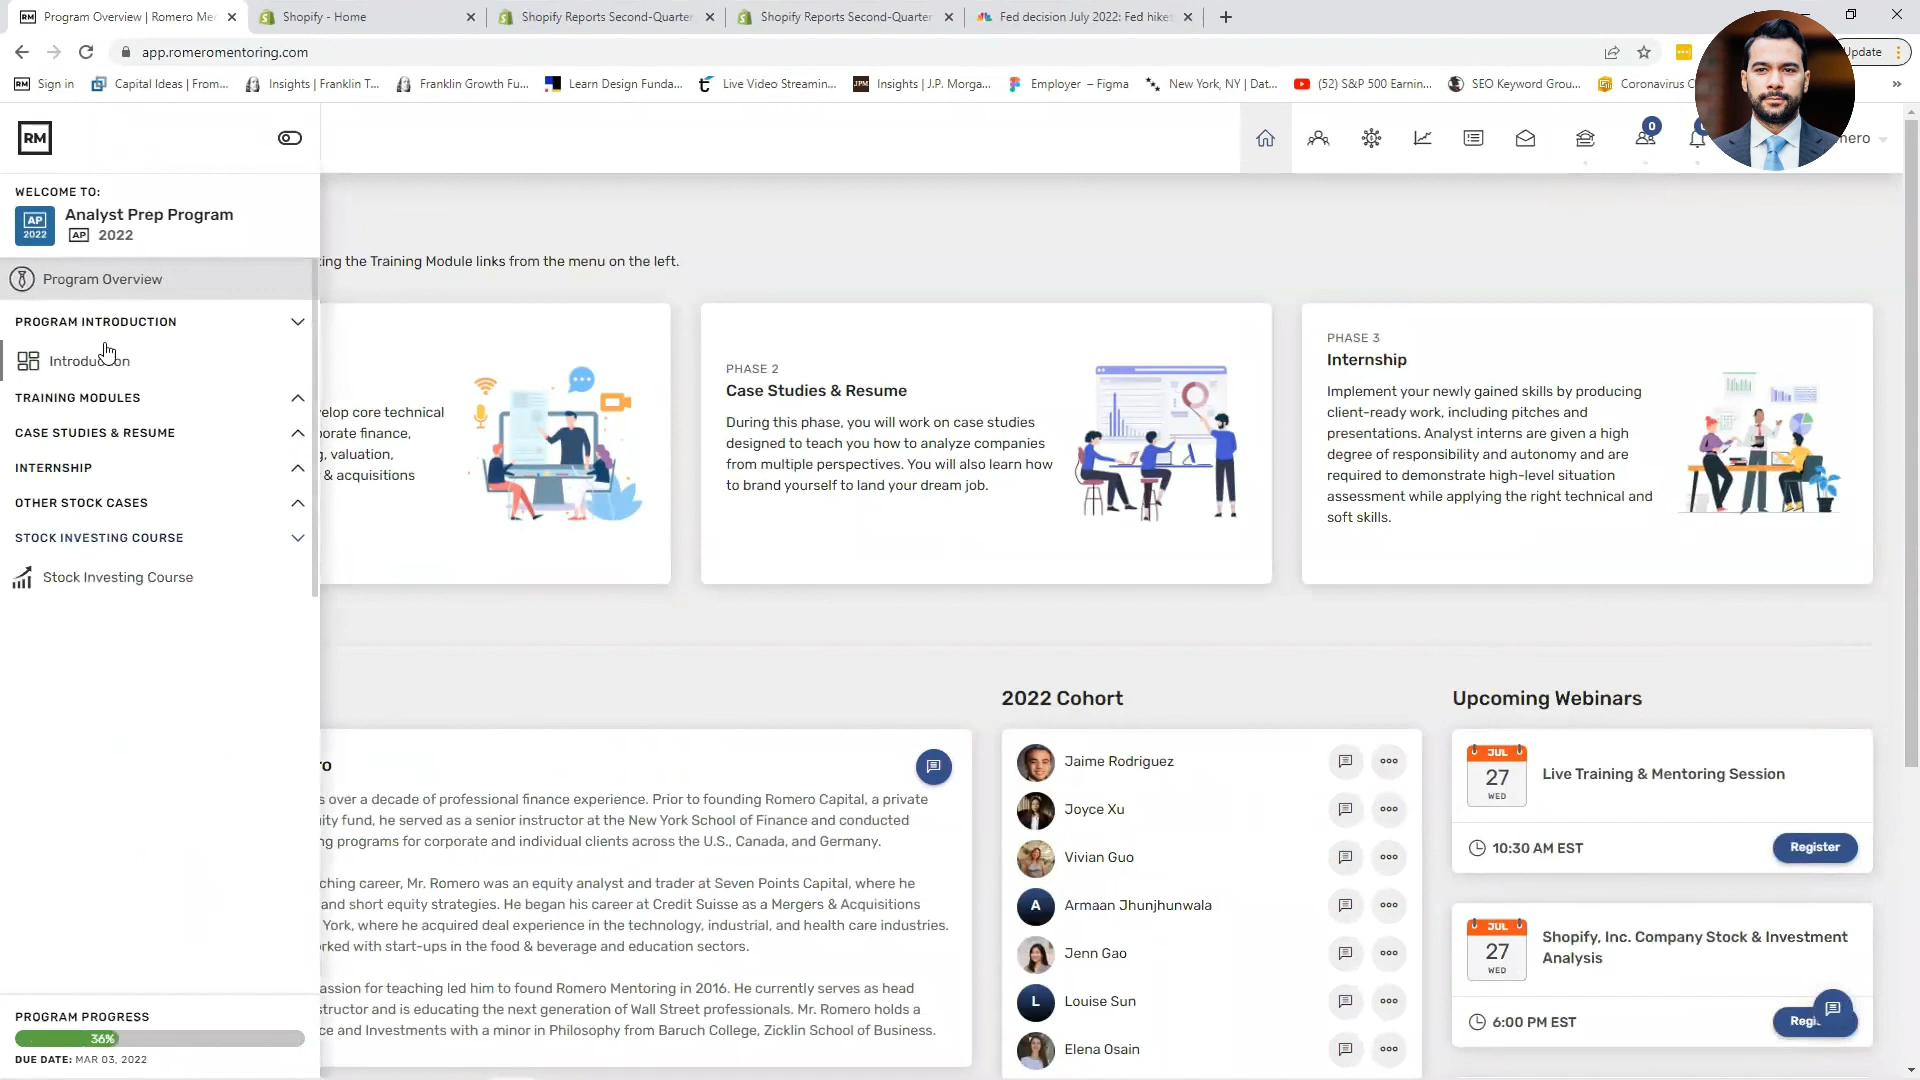 Program Overview | Romero Me
Shopify - Home
Shopify Reports Second-Quarter
Shopify Reports Second-Quarter
Fed decision July 2022: Fed hike
app.romeromentoring.com
Update
Sign in
Capital Ideas | From...
Insights | Franklin T...
Franklin Growth Fu...
Learn Design Funda...
Live Video Streamin...
Insights | J.P. Morga...
Employer – Figma
New York, NY | Dat...
(52) S&P 500 Earnin...
SEO Keyword Grou...
Coronavirus C
RM
0
mero
WELCOME TO:
AP
2022
Analyst Prep Program
AP 2022
Program Overview
PROGRAM INTRODUCTION
Introduction
TRAINING MODULES
CASE STUDIES & RESUME
INTERNSHIP
OTHER STOCK CASES
STOCK INVESTING COURSE
Stock Investing Course
PROGRAM PROGRESS
36%
DUE DATE: MAR 03, 2022
ing the Training Module links from the menu on the left.
elop core technical
orate finance,
, valuation,
& acquisitions
PHASE 2
Case Studies & Resume
During this phase, you will work on case studies
designed to teach you how to analyze companies
from multiple perspectives. You will also learn how
to brand yourself to land your dream job.
PHASE 3
Internship
Implement your newly gained skills by producing
client-ready work, including pitches and
presentations. Analyst interns are given a high
degree of responsibility and autonomy and are
required to demonstrate high-level situation
assessment while applying the right technical and
soft skills.
ro
s over a decade of professional finance experience. Prior to founding Romero Capital, a private
ity fund, he served as a senior instructor at the New York School of Finance and conducted
ng programs for corporate and individual clients across the U.S., Canada, and Germany.
ching career, Mr. Romero was an equity analyst and trader at Seven Points Capital, where he
and short equity strategies. He began his career at Credit Suisse as a Mergers & Acquisitions
York, where he acquired deal experience in the technology, industrial, and health care industries.
rked with start-ups in the food & beverage and education sectors.
assion for teaching led him to found Romero Mentoring in 2016. He currently serves as head
structor and is educating the next generation of Wall Street professionals. Mr. Romero holds a
ce and Investments with a minor in Philosophy from Baruch College, Zicklin School of Business.
2022 Cohort
Jaime Rodriguez
Joyce Xu
Vivian Guo
A
Armaan Jhunjhunwala
Jenn Gao
L
Louise Sun
Elena Osain
Upcoming Webinars
JUL
27
WED
Live Training & Mentoring Session
10:30 AM EST
Register
JUL
27
WED
Shopify, Inc. Company Stock & Investment
Analysis
6:00 PM EST
Regi